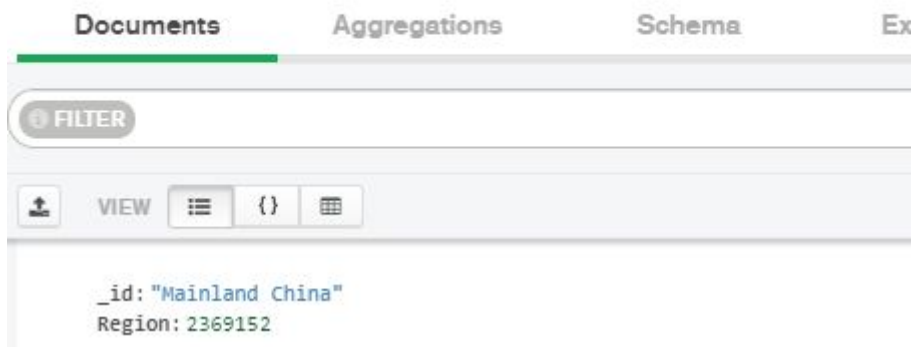 Documents Aggregations Schema Ex
FILTER
VIEW {}
_id: "Mainland China"
Region: 2369152